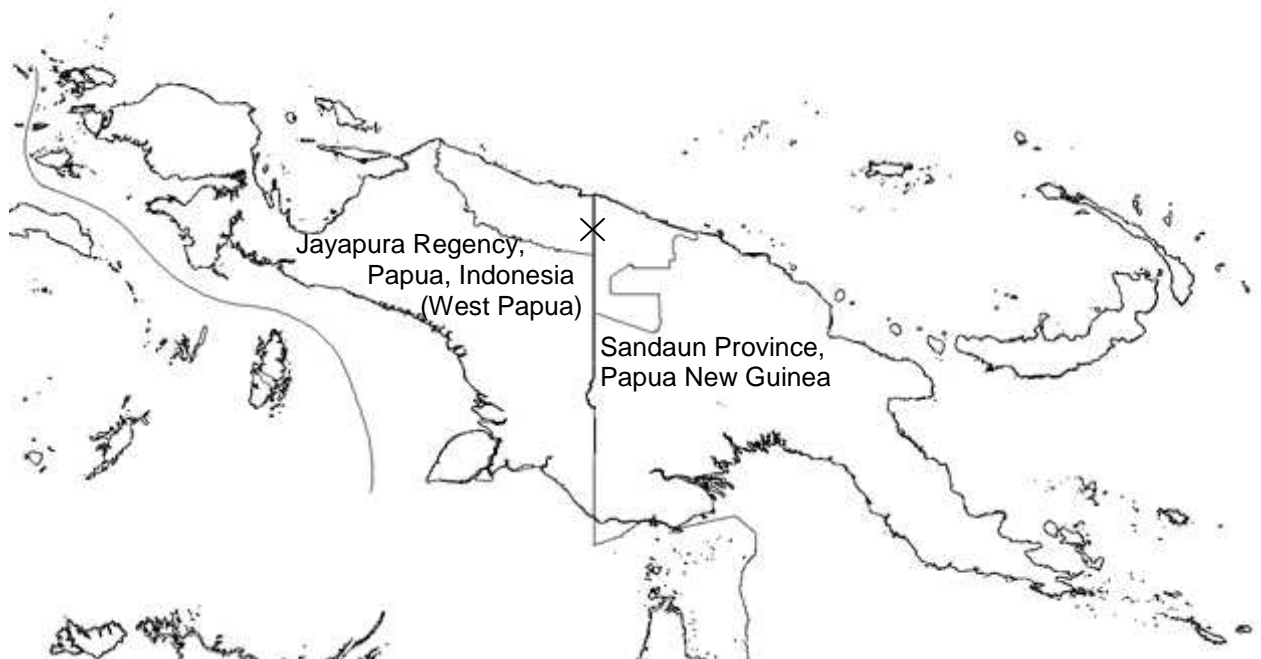 Jayapura Regency,
Papua, Indonesia
(West Papua)
Sandaun Province,
Papua New Guinea